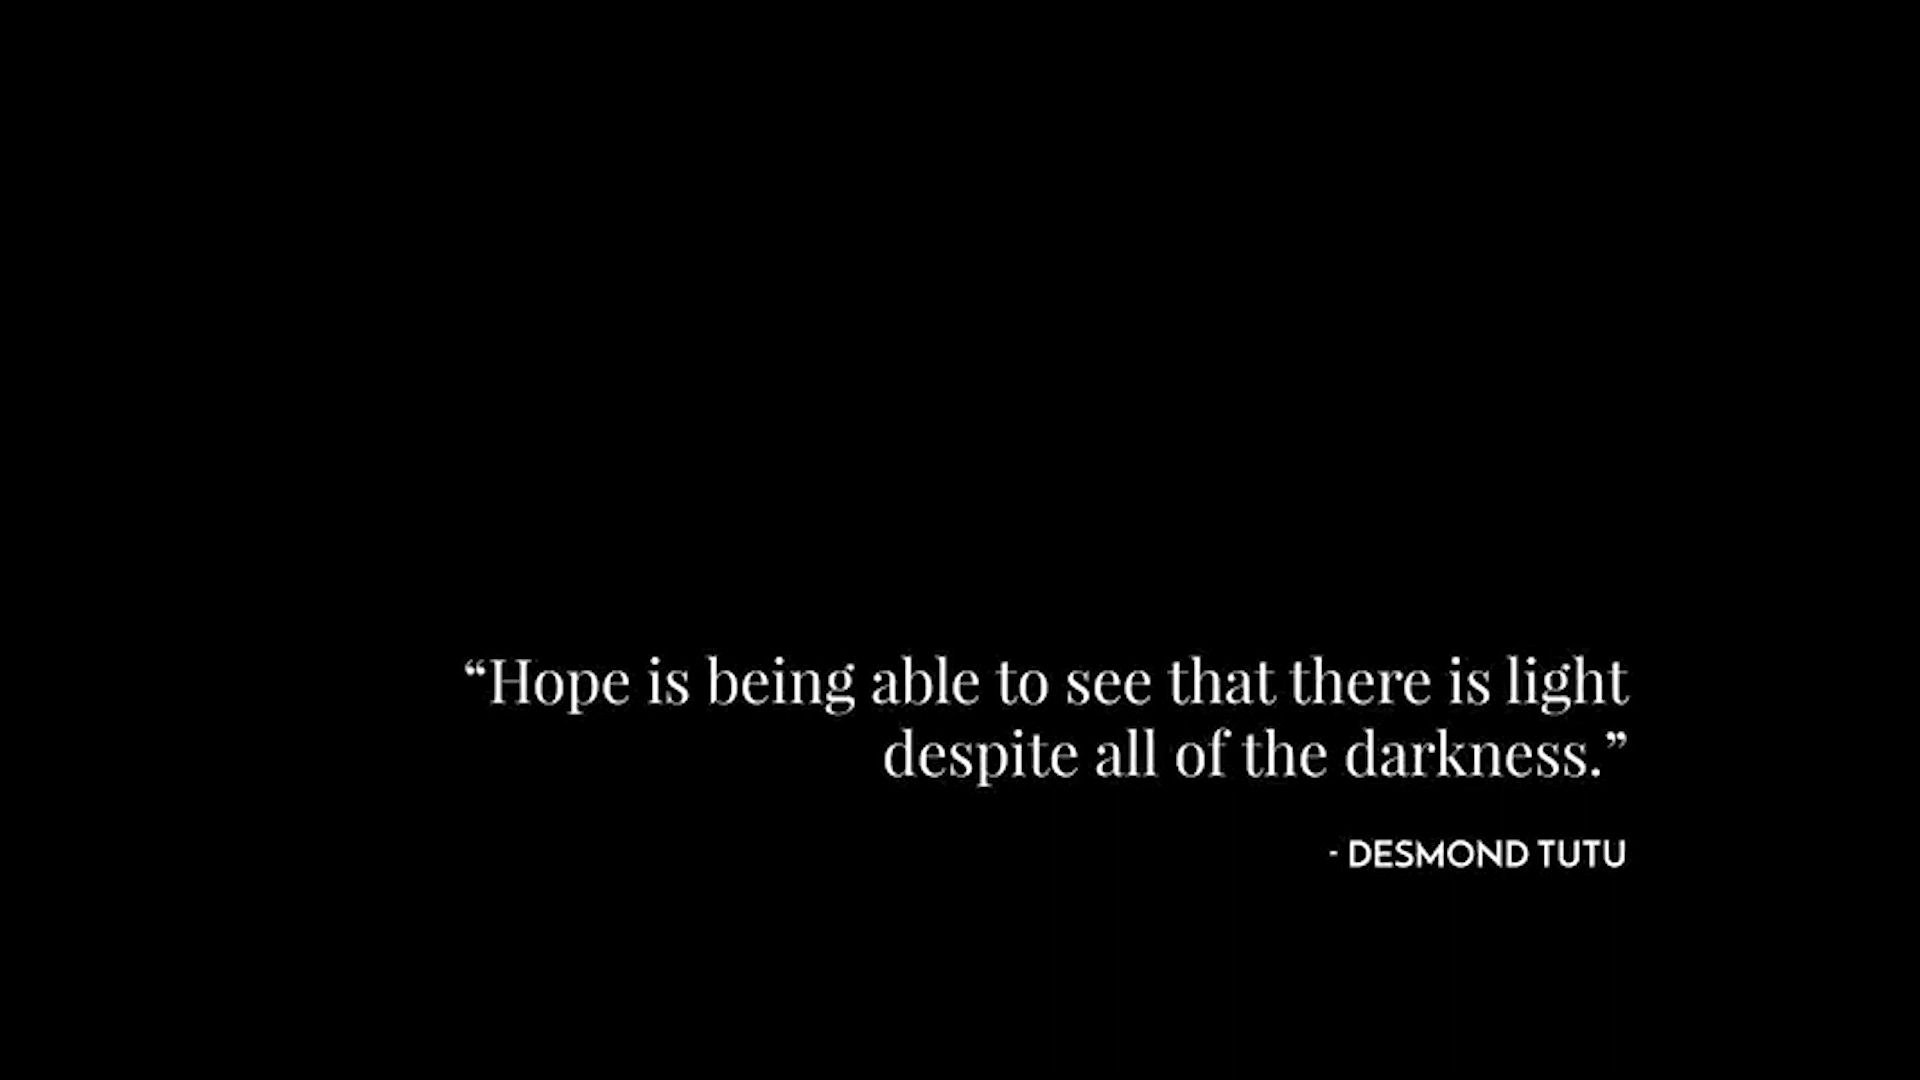 “Hope is being able to see that there is light
despite all of the darkness.”
- DESMOND TUTU